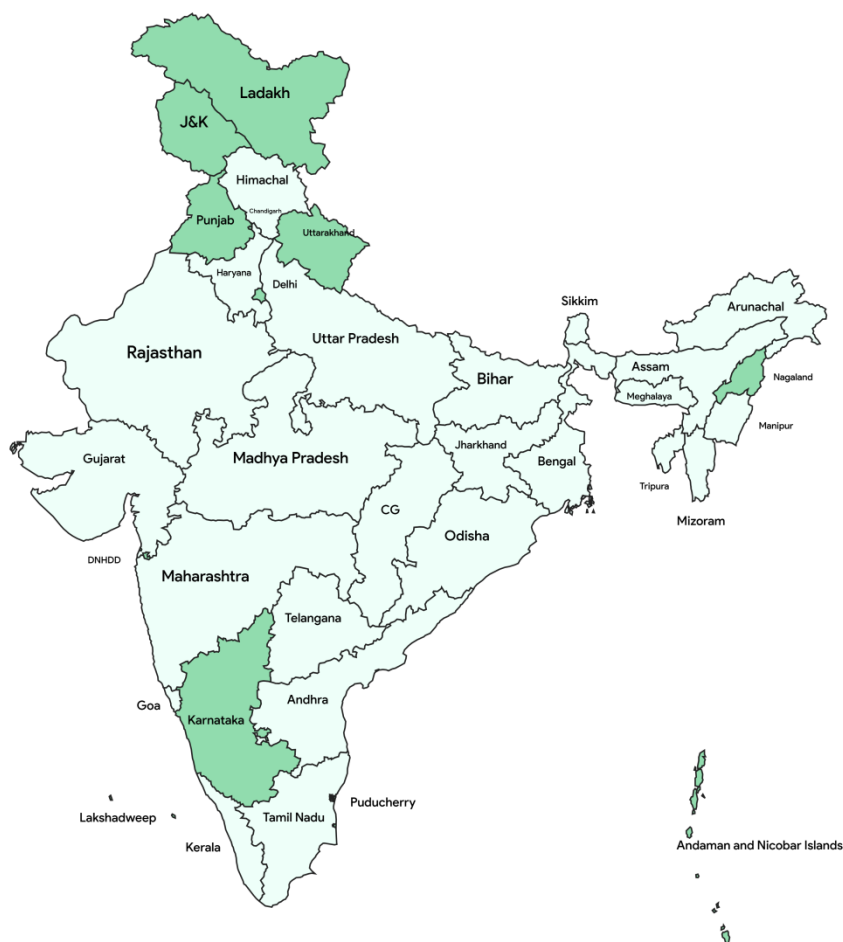 Ladakh
J&K
Himachal
Chandigarh
Punjab
Uttarakhand
Haryana
Delhi
Sikkim
Arunachal
Rajasthan
Uttar Pradesh
Bihar
Assam
Nagaland
Meghalaya
Manipur
Gujarat
Madhya Pradesh
Jharkhand
Bengal
Tripura
CG
Mizoram
Odisha
DNHDD
Maharashtra
Telangana
Goa
Karnataka
Andhra
Lakshadweep
Tamil Nadu
Puducherry
Kerala
Andaman and Nicobar Islands